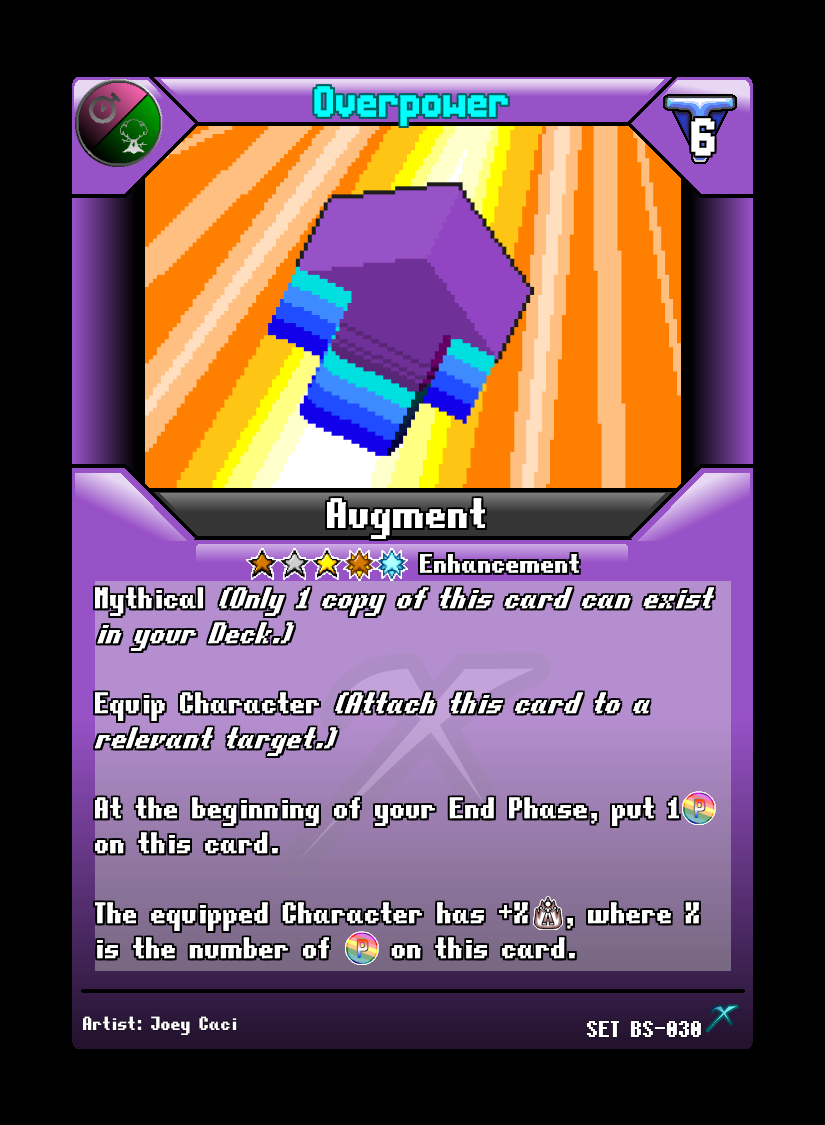 Overpower
6
Augment
Enhancement
Mythical (Only 1 copy of this card can exist
in your Deck.)
Equip Character (Attach this card to a
relevant target.)
At the beginning of your End Phase, put 1 P
on this card.
The equipped Character has +X A, where X
is the number of P on this card.
Artist: Joey Caci
SET BS-030